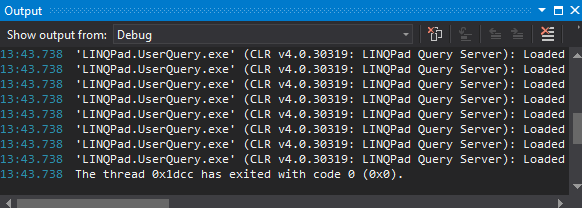 Output
Show output from: Debug
13:43.738 'LINQPad.UserQuery.exe' (CLR v4.0.30319: LINQPad Query Server): Loaded
13:43.738 'LINQPad.UserQuery.exe' (CLR v4.0.30319: LINQPad Query Server): Loaded
13:43.738 'LINQPad.UserQuery.exe' (CLR v4.0.30319: LINQPad Query Server): Loaded
13:43.738 'LINQPad.UserQuery.exe' (CLR v4.0.30319: LINQPad Query Server): Loaded
13:43.738 'LINQPad.UserQuery.exe' (CLR v4.0.30319: LINQPad Query Server): Loaded
13:43.738 'LINQPad.UserQuery.exe' (CLR v4.0.30319: LINQPad Query Server): Loaded
13:43.738 'LINQPad.UserQuery.exe' (CLR v4.0.30319: LINQPad Query Server): Loaded
13:43.738 'LINQPad.UserQuery.exe' (CLR v4.0.30319: LINQPad Query Server): Loaded
13:43.738 The thread 0x1dcc has exited with code 0 (0x0).